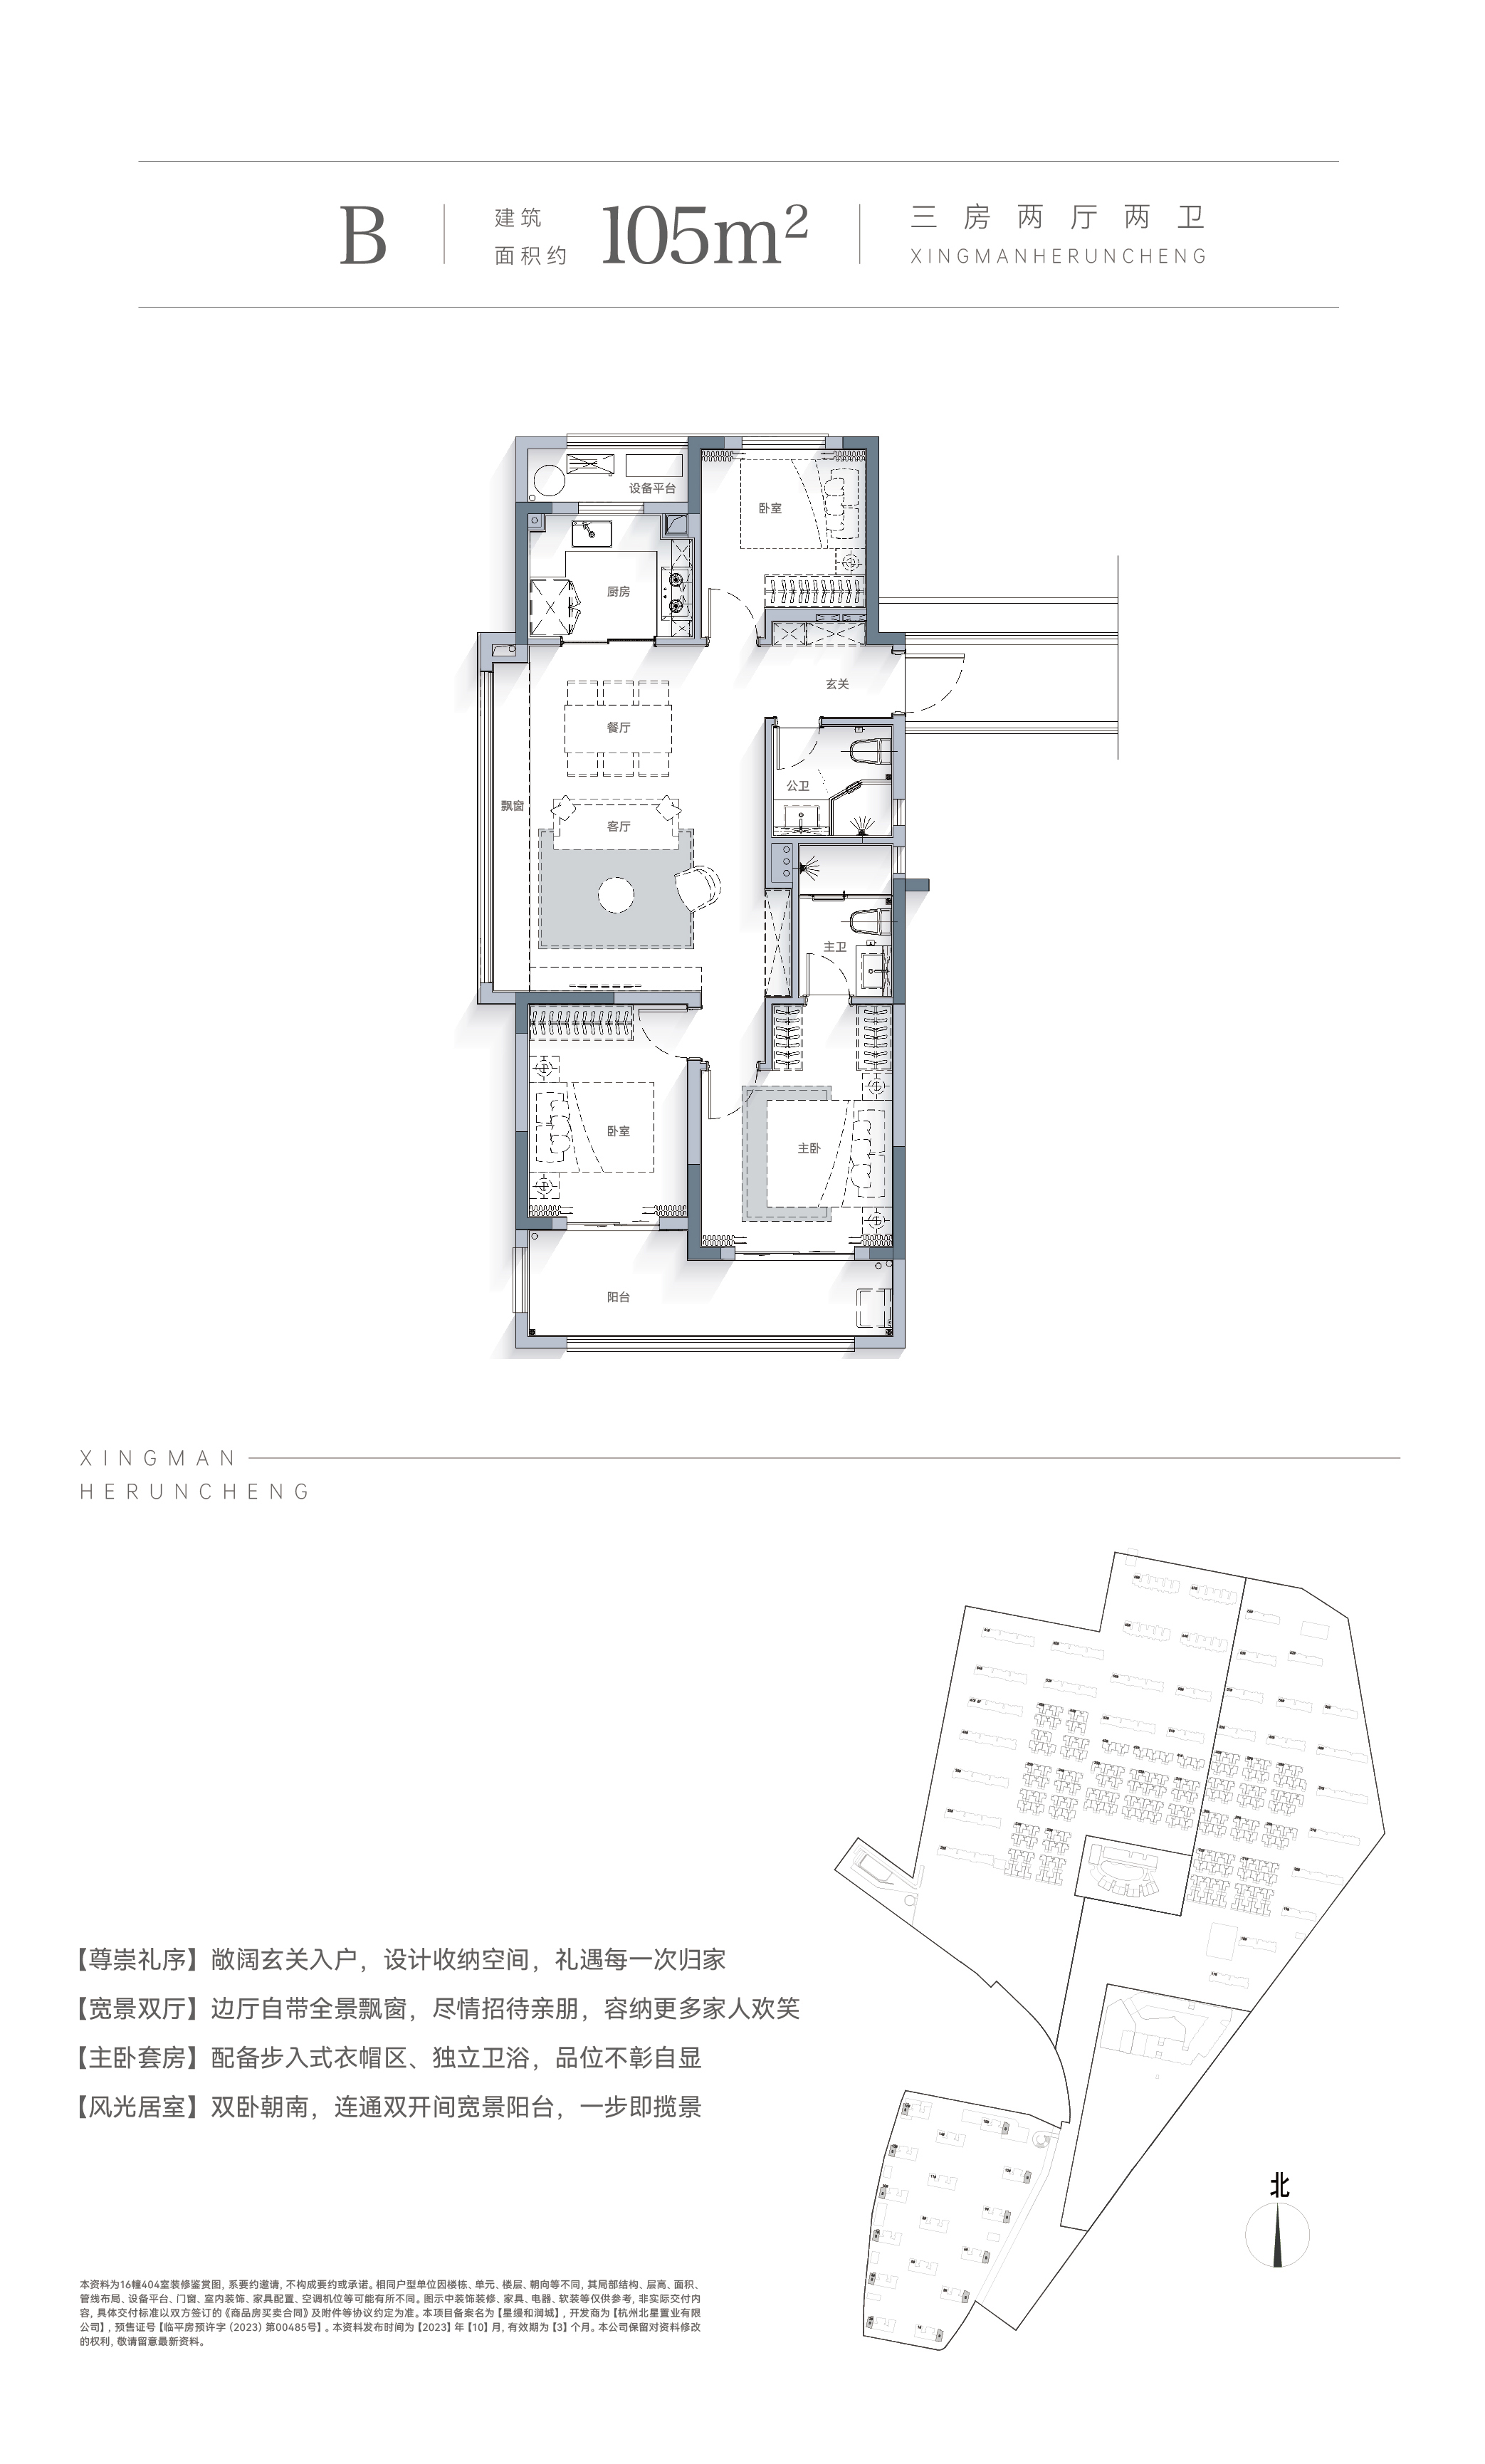 B
建筑
面积约
105m²
三房两厅两卫
XINGMANHERUNCHENG
设备平台
卧室
厨房
玄关
餐厅
公卫
飘窗
客厅
主卫
卧室
主卧
阳台
XINGMAN
HERUNCHENG
【尊崇礼序】敞阔玄关入户，设计收纳空间，礼遇每一次归家
【宽景双厅】边厅自带全景飘窗，尽情招待亲朋，容纳更多家人欢笑
【主卧套房】配备步入式衣帽区、独立卫浴，品位不彰自显
【风光居室】双卧朝南，连通双开间宽景阳台，一步即揽景
北
本资料为16幢404室装修鉴赏图，系要约邀请，不构成要约或承诺。相同户型单位因楼栋、单元、楼层、朝向等不同，其局部结构、层高、面积、
管线布局、设备平台、门窗、室内装饰、家具配置、空调机位等可能有所不同。图示中装饰装修、家具、电器、软装等仅供参考，非实际交付内
容，具体交付标准以双方签订的《商品房买卖合同》及附件等协议约定为准。本项目备案名为【星缦和润城】，开发商为【杭州北星置业有限
公司】，预售证号【临平房预许字（2023）第00485号】。本资料发布时间为【2023】年【10】月，有效期为【3】个月。本公司保留对资料修改
的权利，敬请留意最新资料。